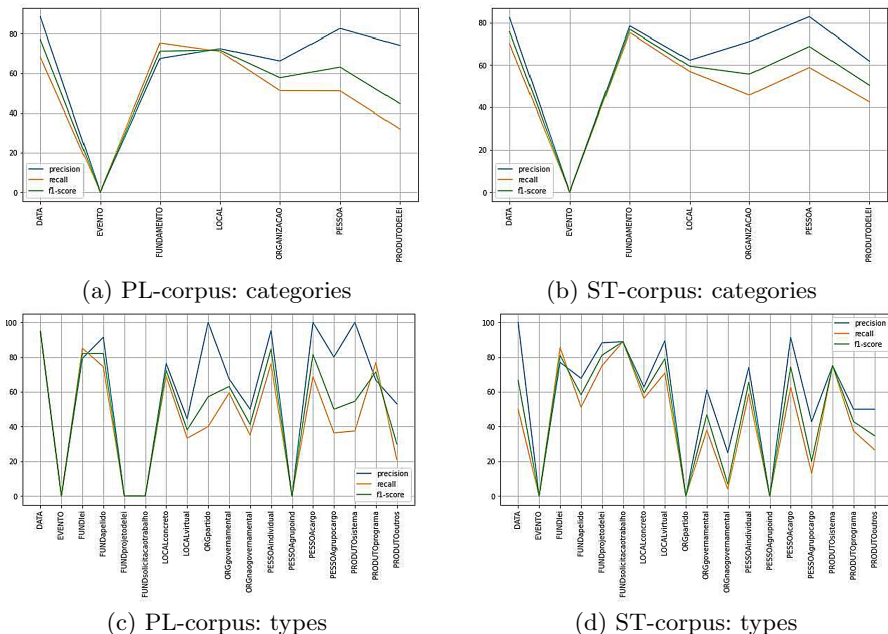 80
60
40
20
0
precision
recall
f1-score
DATA
EVENTO
FUNDAMENTO
LOCAL
ORGANIZACAO
PESSOA
PRODUTODELEI
(a) PL-corpus: categories
80
60
40
20
0
precision
recall
f1-score
DATA
EVENTO
FUNDAMENTO
LOCAL
ORGANIZACAO
PESSOA
PRODUTODELEI
(b) ST-corpus: categories
100
80
60
40
20
0
precision
recall
f1-score
DATA
EVENTO
FUNDlei
FUNDapelido
FUNDprojetodelei
FUNDsolicitacaotrabalho
LOCALconcreto
LOCALvirtual
ORGpartido
ORGgovernamental
ORGnaogovernamental
PESSOAindividual
PESSOAgrupoind
PESSOAcargo
PESSOAgrupocargo
PRODUTOsistema
PRODUTOprograma
PRODUTOoutros
(c) PL-corpus: types
100
80
60
40
20
0
precision
recall
f1-score
DATA
EVENTO
FUNDlei
FUNDapelido
FUNDprojetodelei
FUNDsolicitacaotrabalho
LOCALconcreto
LOCALvirtual
ORGpartido
ORGgovernamental
ORGnaogovernamental
PESSOAindividual
PESSOAgrupoind
PESSOAcargo
PESSOAgrupocargo
PRODUTOsistema
PRODUTOprograma
PRODUTOoutros
(d) ST-corpus: types